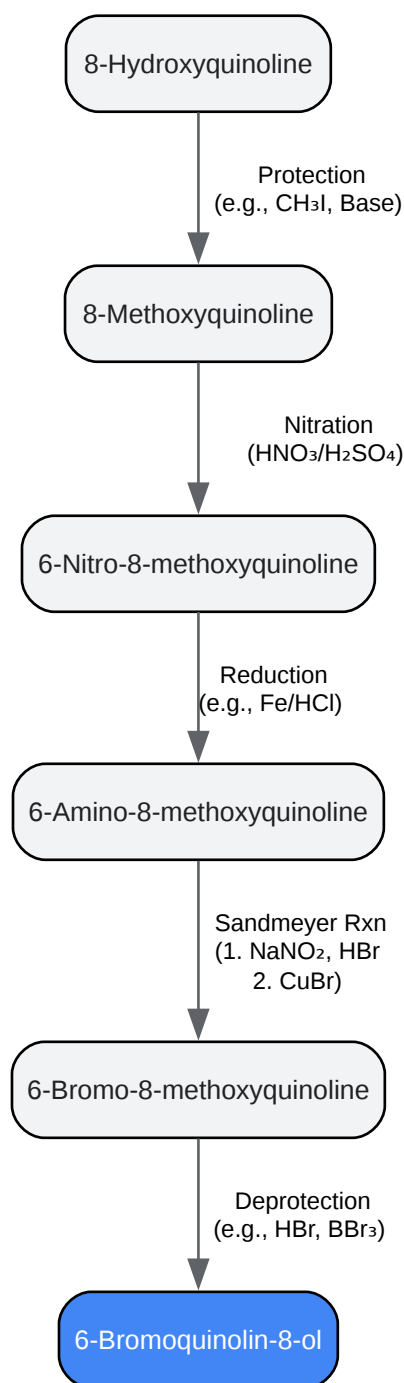 8-Hydroxyquinoline
Protection
(e.g., CH₃I, Base)
8-Methoxyquinoline
Nitration
(HNO₃/H₂SO₄)
6-Nitro-8-methoxyquinoline
Reduction
(e.g., Fe/HCl)
6-Amino-8-methoxyquinoline
Sandmeyer Rxn
(1. NaNO₂, HBr
2. CuBr)
6-Bromo-8-methoxyquinoline
Deprotection
(e.g., HBr, BBr₃)
6-Bromoquinolin-8-ol